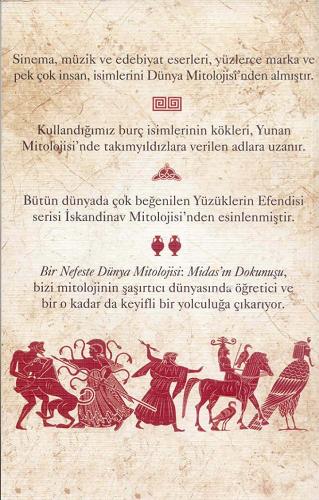 Sinema, müzik ve edebiyat eserleri, yüzlerce marka ve
pek çok insan, isimlerini Dünya Mitolojisi'nden almıştır.
Kullandığımız burç isimlerinin kökleri, Yunan
Mitolojisi'nde takımyıldızlara verilen adlara uzanır.
Bütün dünyada çok beğenilen Yüzüklerin Efendisi
serisi İskandinav Mitolojisi'nden esinlenmiştir.
Bir Nefeste Dünya Mitolojisi: Midas'ın Dokunuşu,
bizi mitolojinin şaşırtıcı dünyasında öğretici ve
bir o kadar da keyifli bir yolculuğa çıkarıyor.